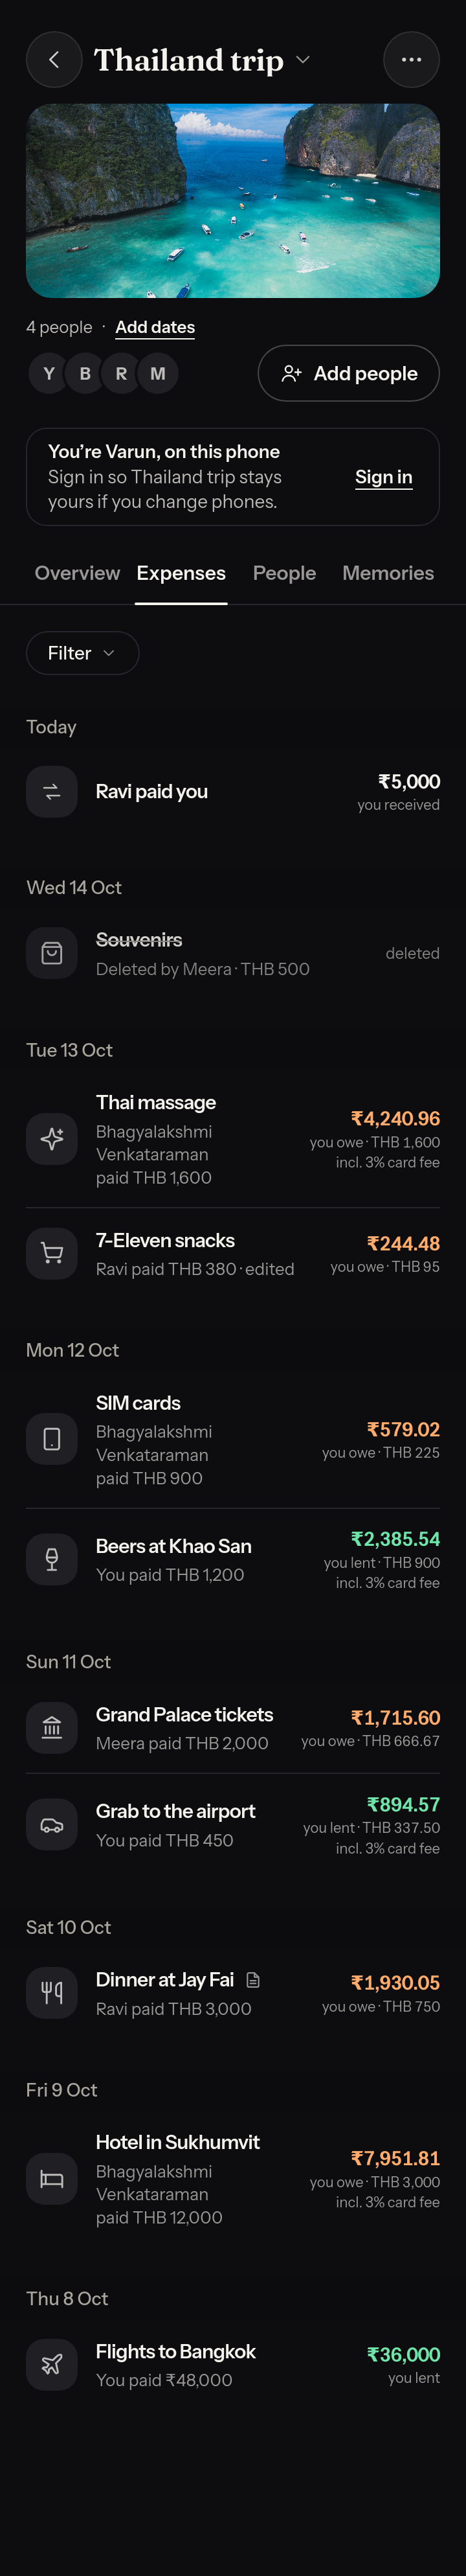 Thailand trip
4 people · Add dates
Y B R M
Add people
You’re Varun, on this phone
Sign in so Thailand trip stays
yours if you change phones.
Sign in
Overview Expenses People Memories
Filter
Today
Ravi paid you
₹5,000
you received
Wed 14 Oct
Souvenirs
Deleted by Meera · THB 500
deleted
Tue 13 Oct
Thai massage
Bhagyalakshmi
Venkataraman
paid THB 1,600
₹4,240.96
you owe · THB 1,600
incl. 3% card fee
7-Eleven snacks
Ravi paid THB 380 · edited
₹244.48
you owe · THB 95
Mon 12 Oct
SIM cards
Bhagyalakshmi
Venkataraman
paid THB 900
₹579.02
you owe · THB 225
Beers at Khao San
You paid THB 1,200
₹2,385.54
you lent · THB 900
incl. 3% card fee
Sun 11 Oct
Grand Palace tickets
Meera paid THB 2,000
₹1,715.60
you owe · THB 666.67
Grab to the airport
You paid THB 450
₹894.57
you lent · THB 337.50
incl. 3% card fee
Sat 10 Oct
Dinner at Jay Fai
Ravi paid THB 3,000
₹1,930.05
you owe · THB 750
Fri 9 Oct
Hotel in Sukhumvit
Bhagyalakshmi
Venkataraman
paid THB 12,000
₹7,951.81
you owe · THB 3,000
incl. 3% card fee
Thu 8 Oct
Flights to Bangkok
You paid ₹48,000
₹36,000
you lent